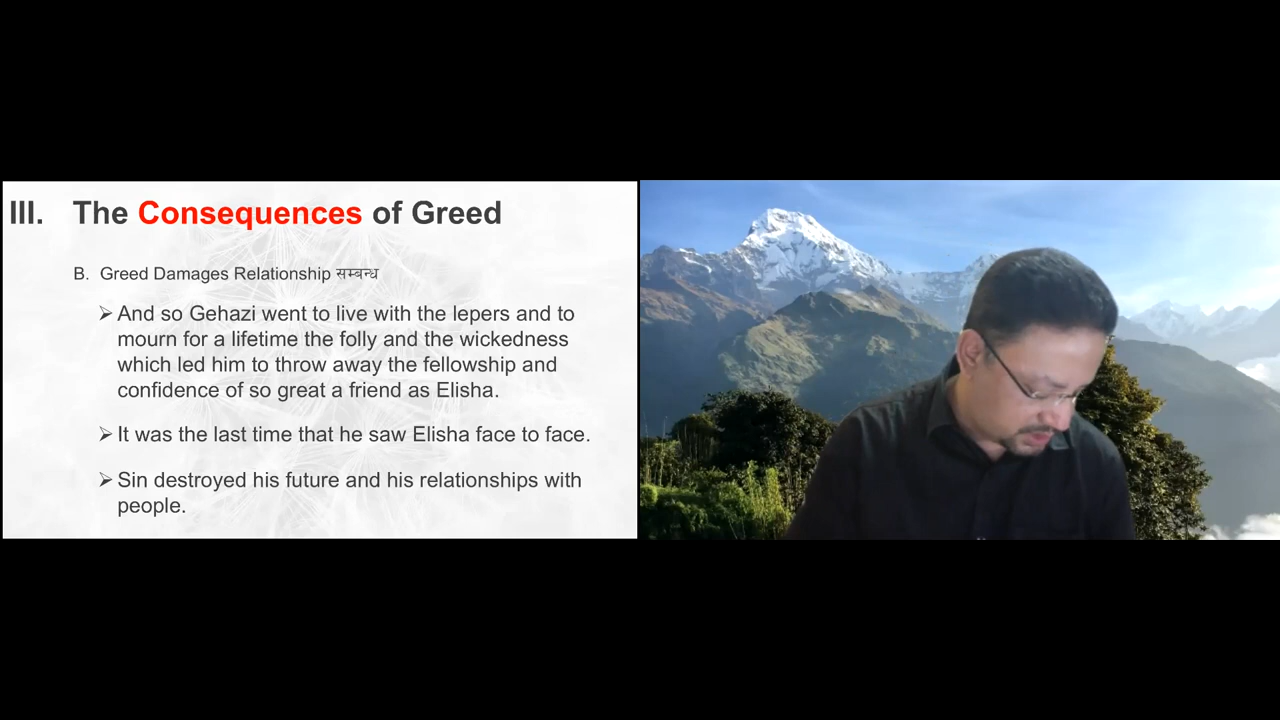 III. The Consequences of Greed
B. Greed Damages Relationship सम्बन्ध
➢ And so Gehazi went to live with the lepers and to
mourn for a lifetime the folly and the wickedness
which led him to throw away the fellowship and
confidence of so great a friend as Elisha.
➢ It was the last time that he saw Elisha face to face.
➢ Sin destroyed his future and his relationships with
people.